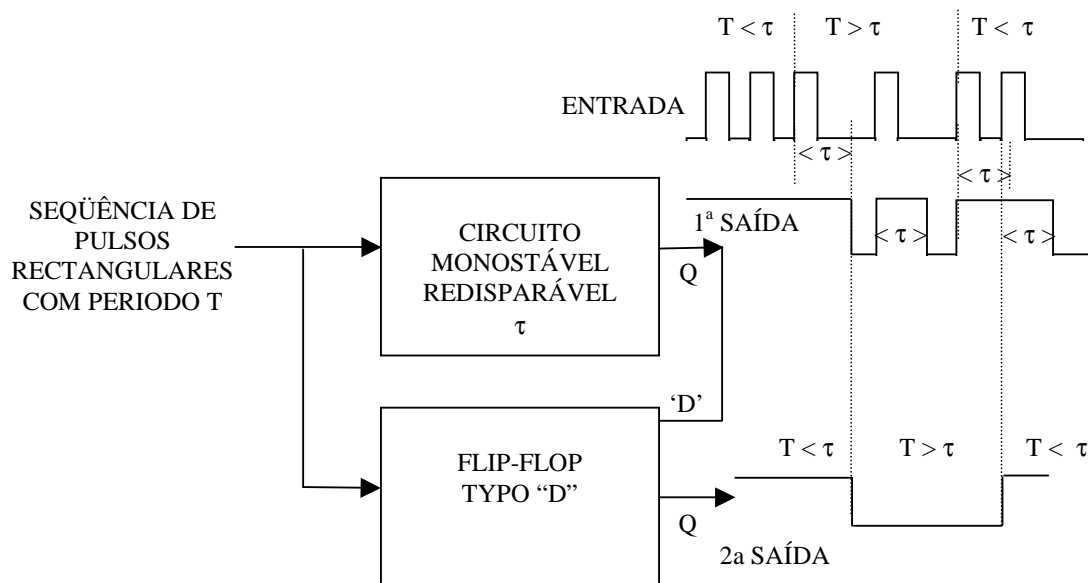 T < τ
T > τ
T < τ
ENTRADA
< τ >
< τ >
SEQÜÊNCIA DE
PULSOS
RECTANGULARES
COM PERIODO T
CIRCUITO
MONOSTÁVEL
REDISPARÁVEL
τ
Q
1ª SAÍDA
< τ >
< τ >
'D'
FLIP-FLOP
TYPO “D”
Q
2a SAÍDA
T < τ
T > τ
T < τ